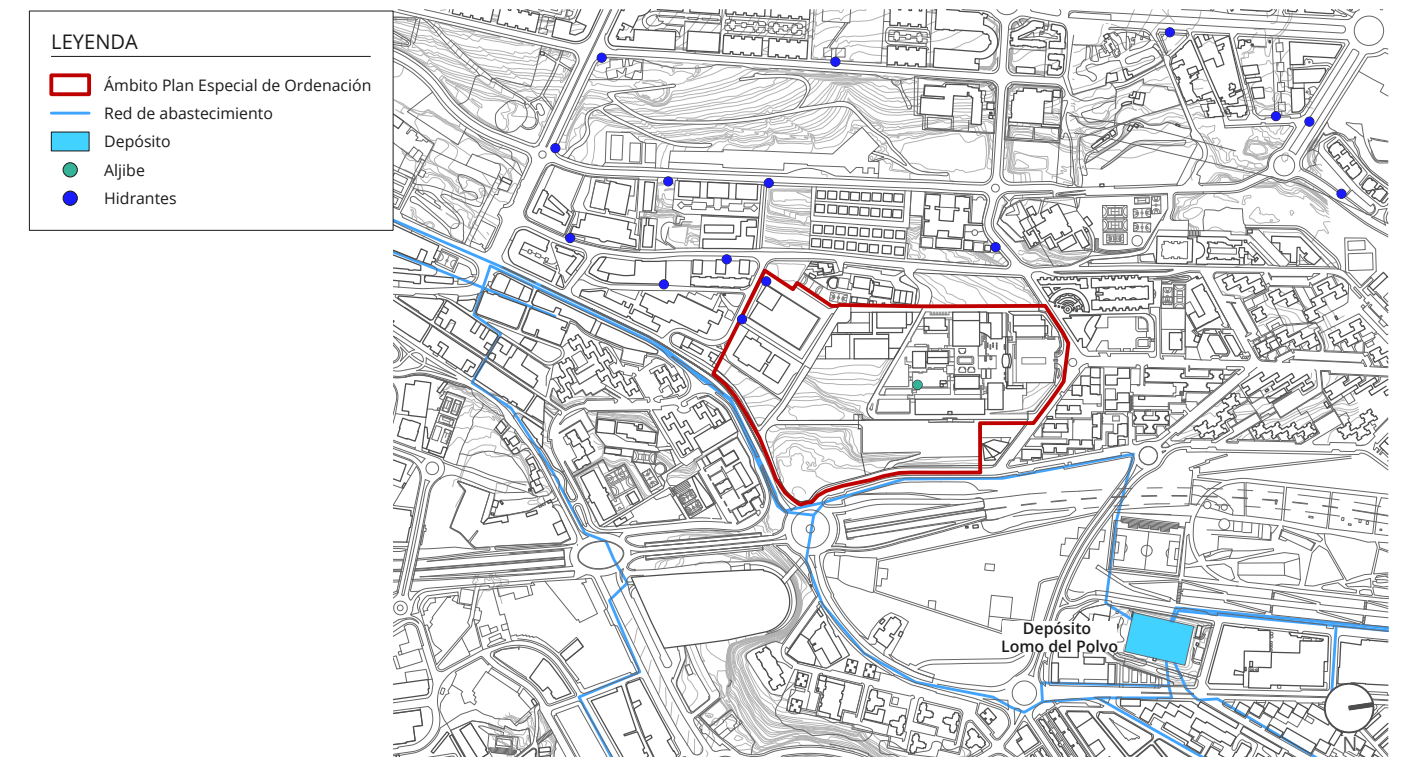 LEYENDA
Ámbito Plan Especial de Ordenación
Red de abastecimiento
Depósito
Aljibe
Hidrantes
Depósito
Lomo del Polvo
N